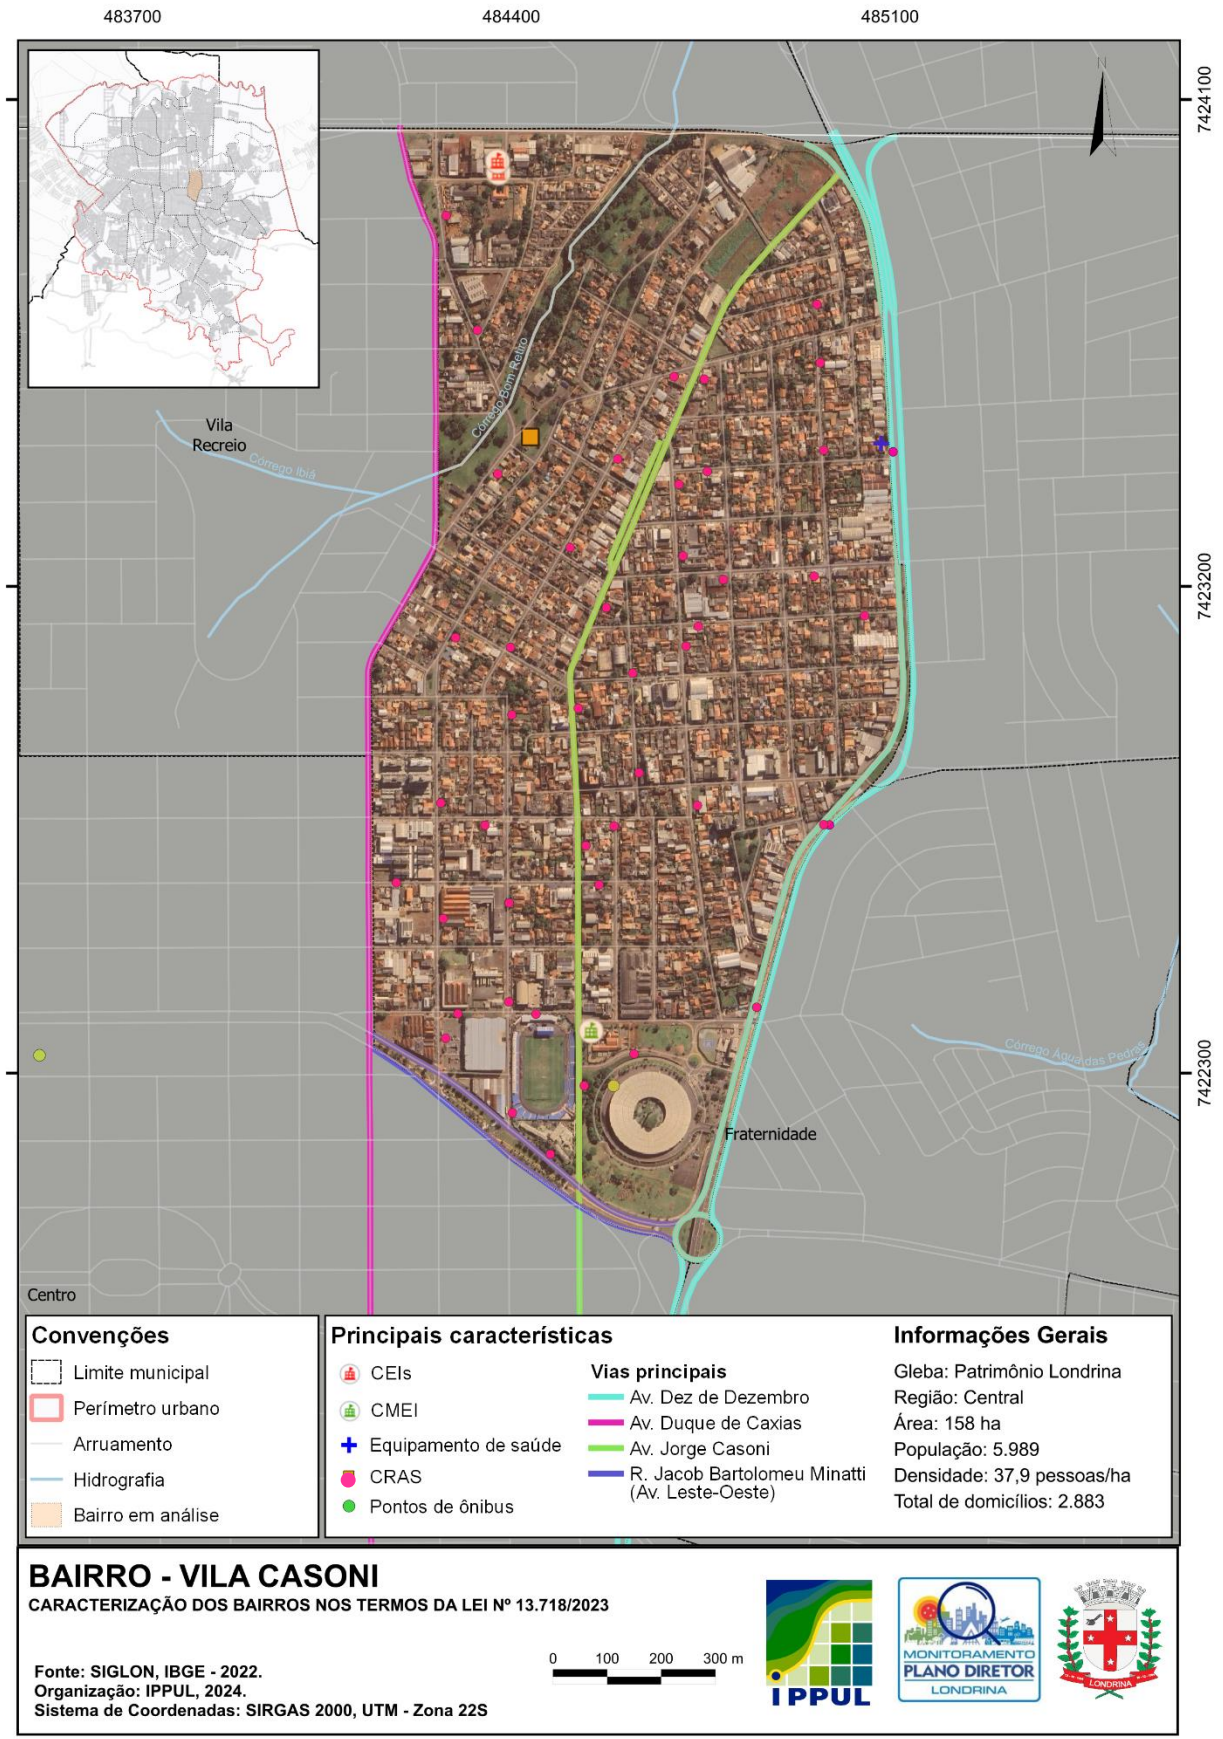 483700
484400
485100
7424100
N
Córrego Bom Retiro
Vila
Recreio
Córrego Ibiá
7423200
Córrego Água das Pedras
7422300
Fraternidade
Centro
Convenções
Limite municipal
Perímetro urbano
Arruamento
Hidrografia
Bairro em análise
Principais características
CEIs
CMEI
Equipamento de saúde
CRAS
Pontos de ônibus
Vias principais
Av. Dez de Dezembro
Av. Duque de Caxias
Av. Jorge Casoni
R. Jacob Bartolomeu Minatti
(Av. Leste-Oeste)
Informações Gerais
Gleba: Patrimônio Londrina
Região: Central
Área: 158 ha
População: 5.989
Densidade: 37,9 pessoas/ha
Total de domicílios: 2.883
BAIRRO - VILA CASONI
CARACTERIZAÇÃO DOS BAIRROS NOS TERMOS DA LEI Nº 13.718/2023
Fonte: SIGLON, IBGE - 2022.
Organização: IPPUL, 2024.
Sistema de Coordenadas: SIRGAS 2000, UTM - Zona 22S
0 100 200 300 m
IPPUL
MONITORAMENTO
PLANO DIRETOR
LONDRINA
LONDRINA